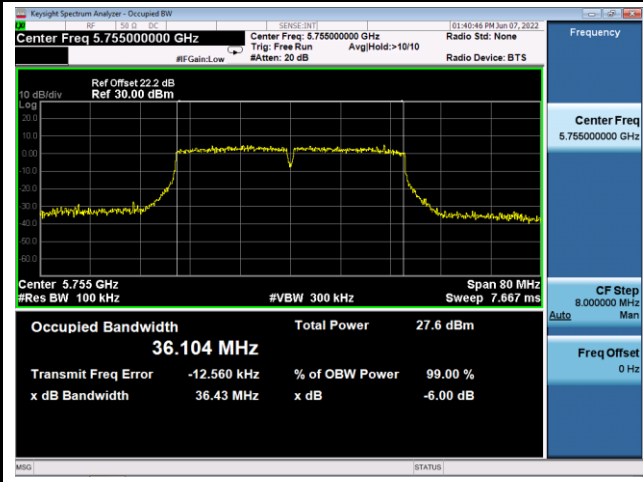 Keysight Spectrum Analyzer - Occupied BW
RF 50 Ω DC SENSE:INT 01:40:46 PM Jun 07, 2022
Center Freq 5.755000000 GHz
Center Freq: 5.755000000 GHz
Radio Std: None
Trig: Free Run Avg|Hold:>10/10
#IFGain:Low #Atten: 20 dB Radio Device: BTS
Ref Offset 22.2 dB
10 dB/div Ref 30.00 dBm
Log
20.0
10.0
0.00
-10.0
-20.0
-30.0
-40.0
-50.0
-60.0
Center 5.755 GHz Span 80 MHz
#Res BW 100 kHz #VBW 300 kHz Sweep 7.667 ms
Occupied Bandwidth Total Power 27.6 dBm
36.104 MHz
Transmit Freq Error -12.560 kHz % of OBW Power 99.00 %
x dB Bandwidth 36.43 MHz x dB -6.00 dB
MSG STATUS
Frequency
Center Freq
5.755000000 GHz
CF Step
8.000000 MHz
Auto Man
Freq Offset
0 Hz